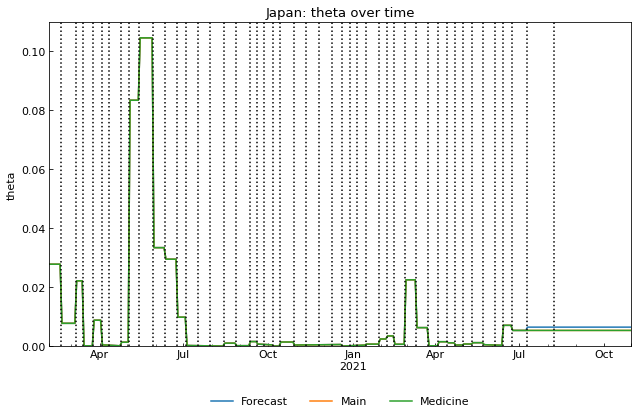 Japan: theta over time
0.10
0.08
0.06
0.04
0.02
0.00
theta
Apr Jul Oct Jan Apr Jul Oct
2021
Forecast Main Medicine